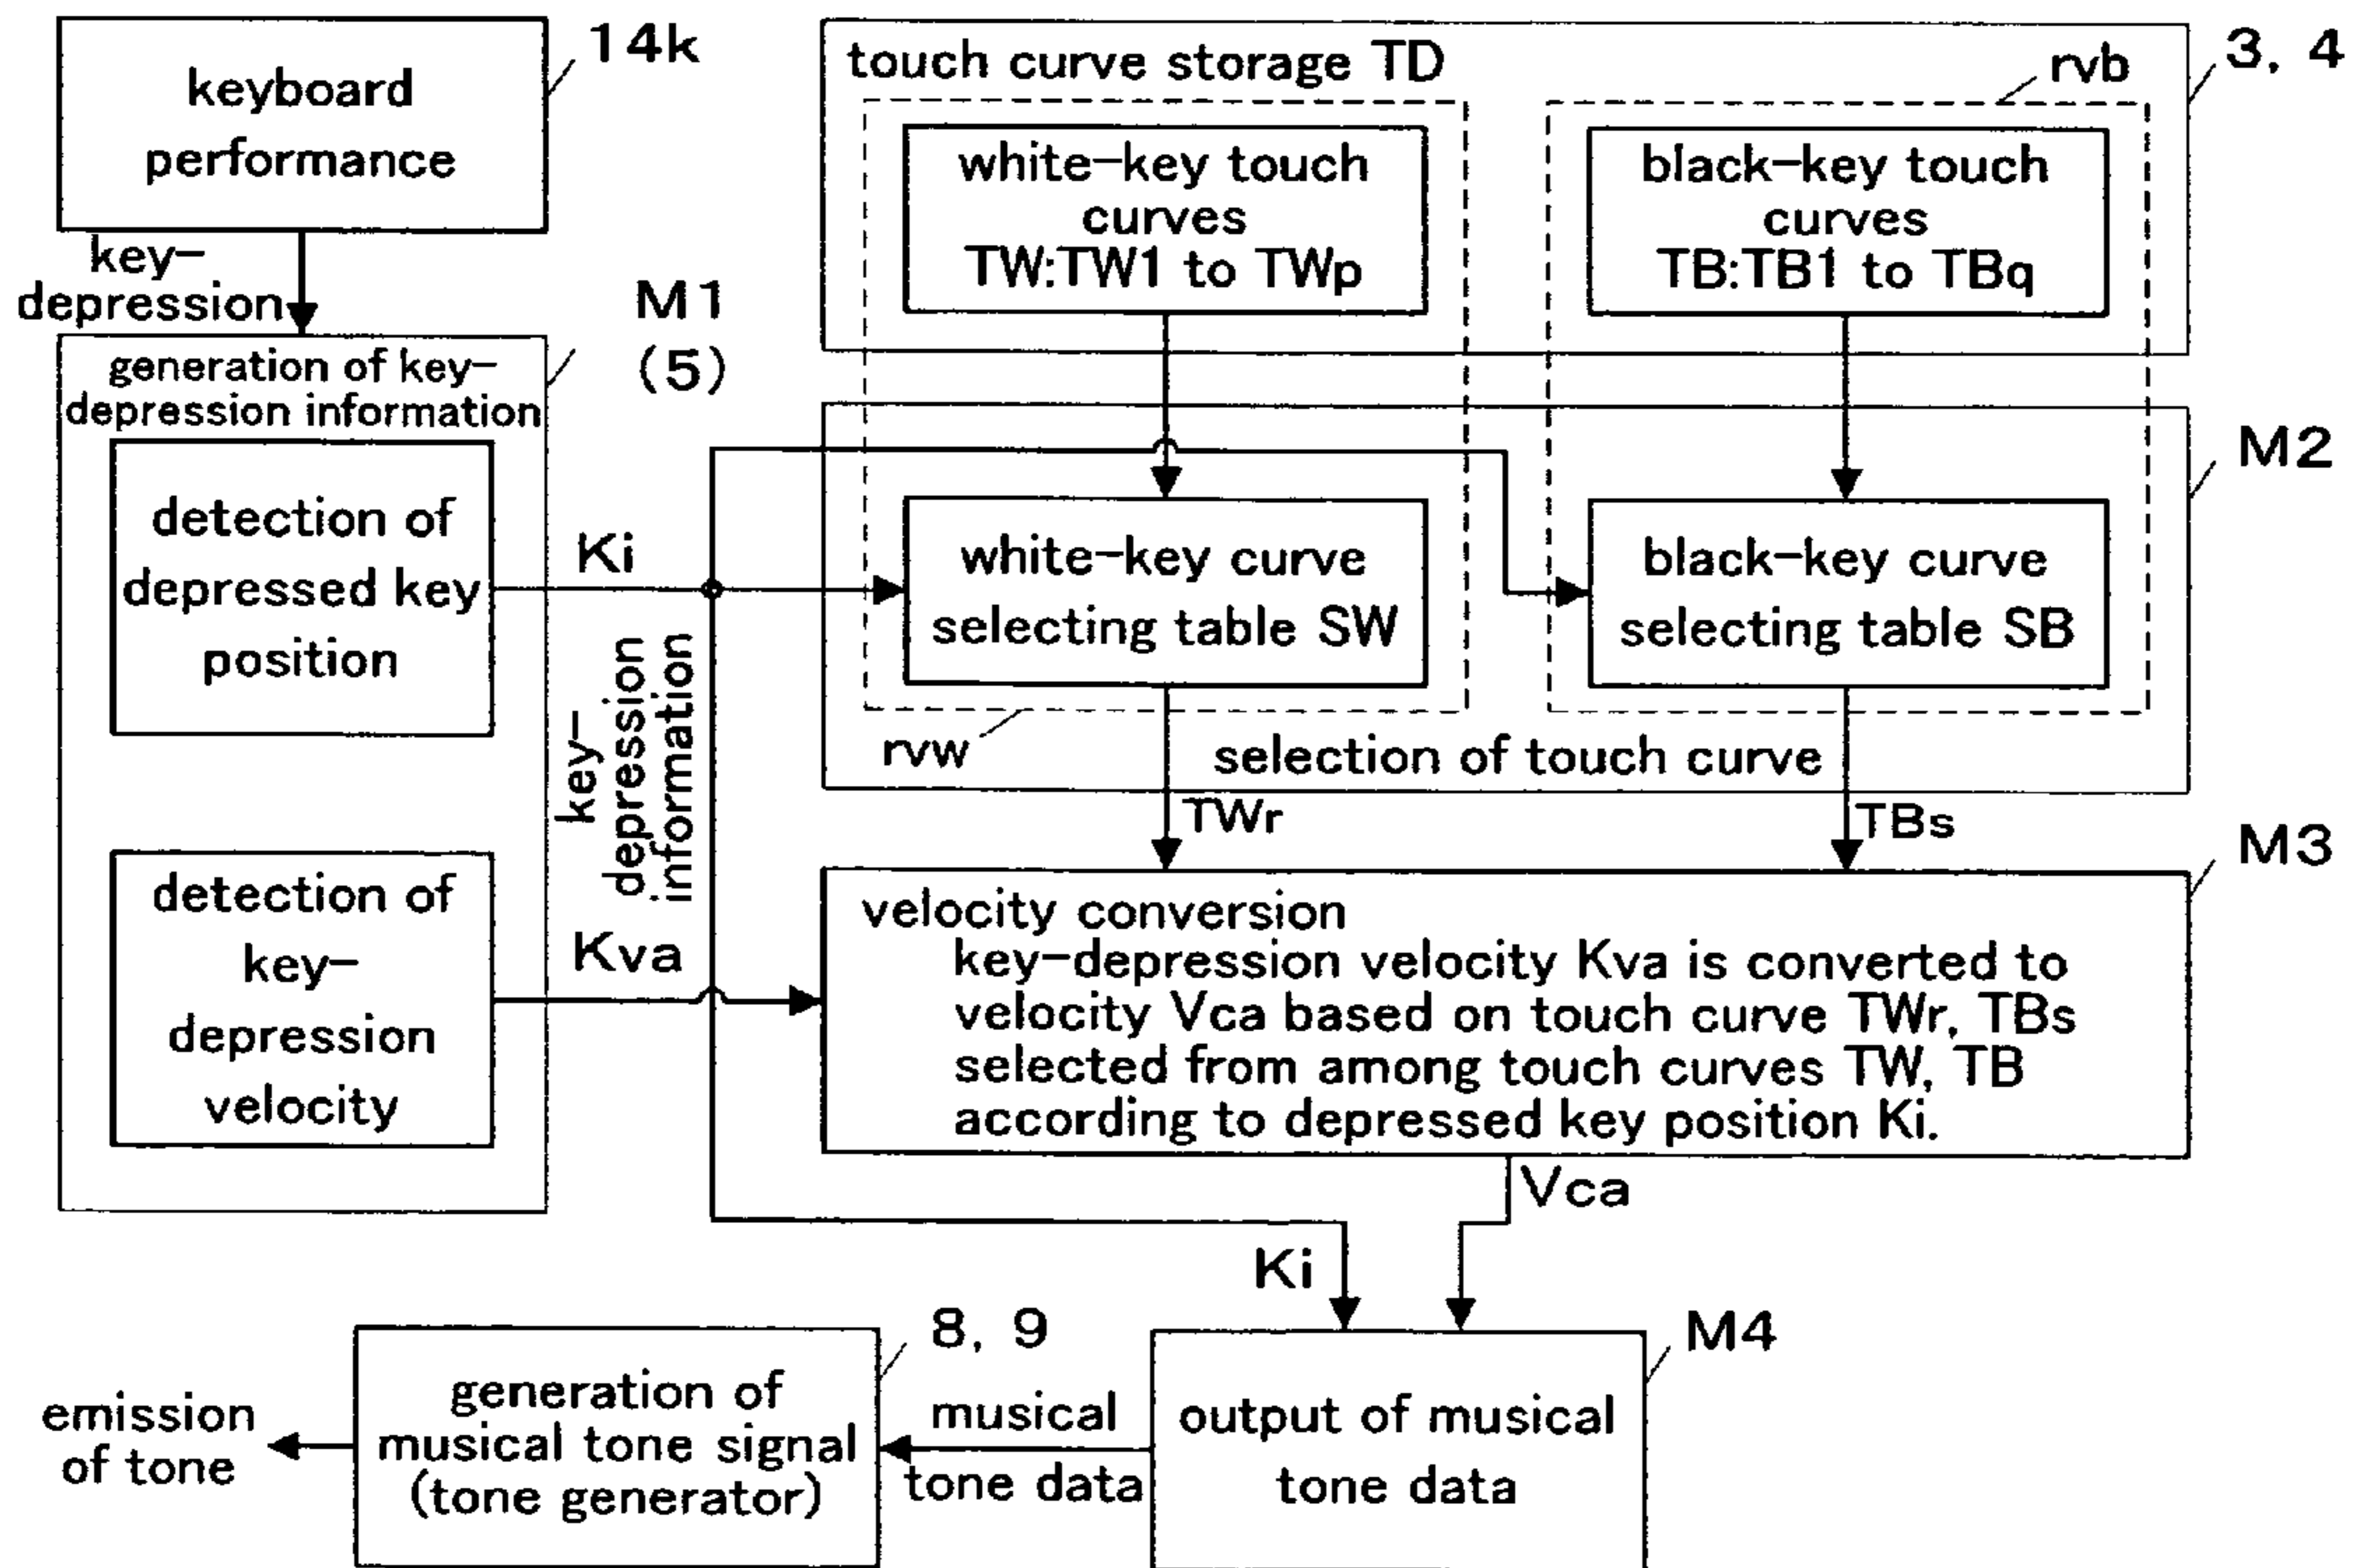 keyboard
performance
14k
key-
depression
M1
(5)
generation of key-
depression information
detection of
depressed key
position
detection of
key-
depression
velocity
Ki
key-
depression
information
Kva
touch curve storage TD
3, 4
rvb
white-key touch
curves
TW:TW1 to TWp
black-key touch
curves
TB:TB1 to TBq
M2
white-key curve
selecting table SW
black-key curve
selecting table SB
rvw
selection of touch curve
TWr
TBs
M3
velocity conversion
key-depression velocity Kva is converted to
velocity Vca based on touch curve TWr, TBs
selected from among touch curves TW, TB
according to depressed key position Ki.
Vca
Ki
M4
output of musical
tone data
musical
tone data
8, 9
generation of
musical tone signal
(tone generator)
emission
of tone